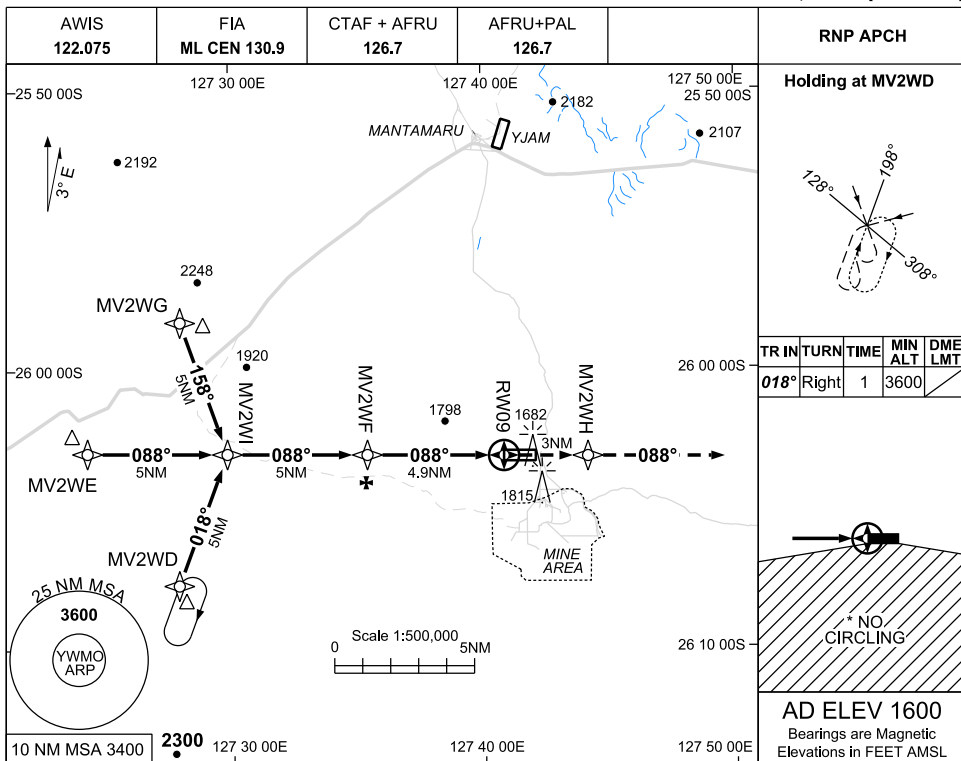 AWIS
122.075
FIA
ML CEN 130.9
CTAF + AFRU
126.7
AFRU+PAL
126.7
RNP APCH
25 50 00S
127 30 00E
127 40 00E
127 50 00E
25 50 00S
Holding at MV2WD
2182
MANTAMARU
YJAM
2107
2192
3° E
198°
128°
308°
2248
MV2WG
TR IN
TURN
TIME
MIN
ALT
DME
LMT
018°
Right
1
3600
26 00 00S
1920
26 00 00S
158°
5NM
MV2WI
MV2WF
1798
RW09
1682
3NM
MV2WH
088°
5NM
088°
5NM
088°
4.9NM
088°
MV2WE
1815
018°
5NM
MV2WD
MINE
AREA
25 NM MSA
3600
YWMO
ARP
Scale 1:500,000
0
5NM
26 10 00S
* NO
CIRCLING
10 NM MSA 3400
2300
127 30 00E
127 40 00E
127 50 00E
AD ELEV 1600
Bearings are Magnetic
Elevations in FEET AMSL